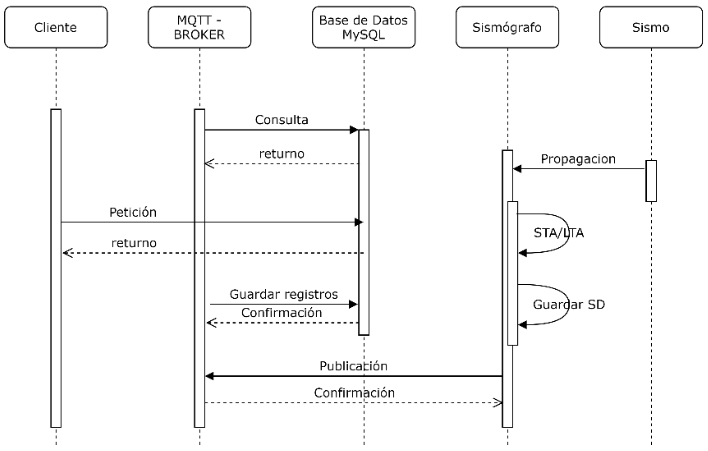 Cliente
MQTT -
BROKER
Base de Datos
MySQL
Sismógrafo
Sismo
Consulta
returno
Propagacion
Petición
STA/LTA
returno
Guardar registros
Guardar SD
Confirmación
Publicación
Confirmación